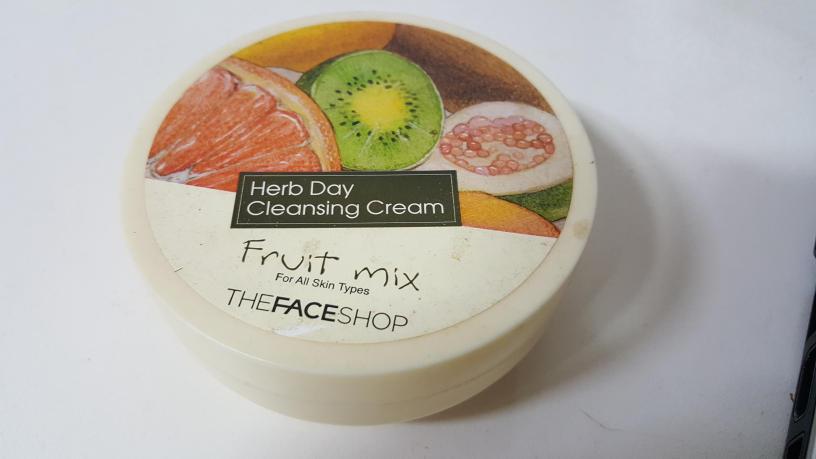 Herb Day
Cleansing Cream
Fruit mix
For All Skin Types
THEFACESHOP